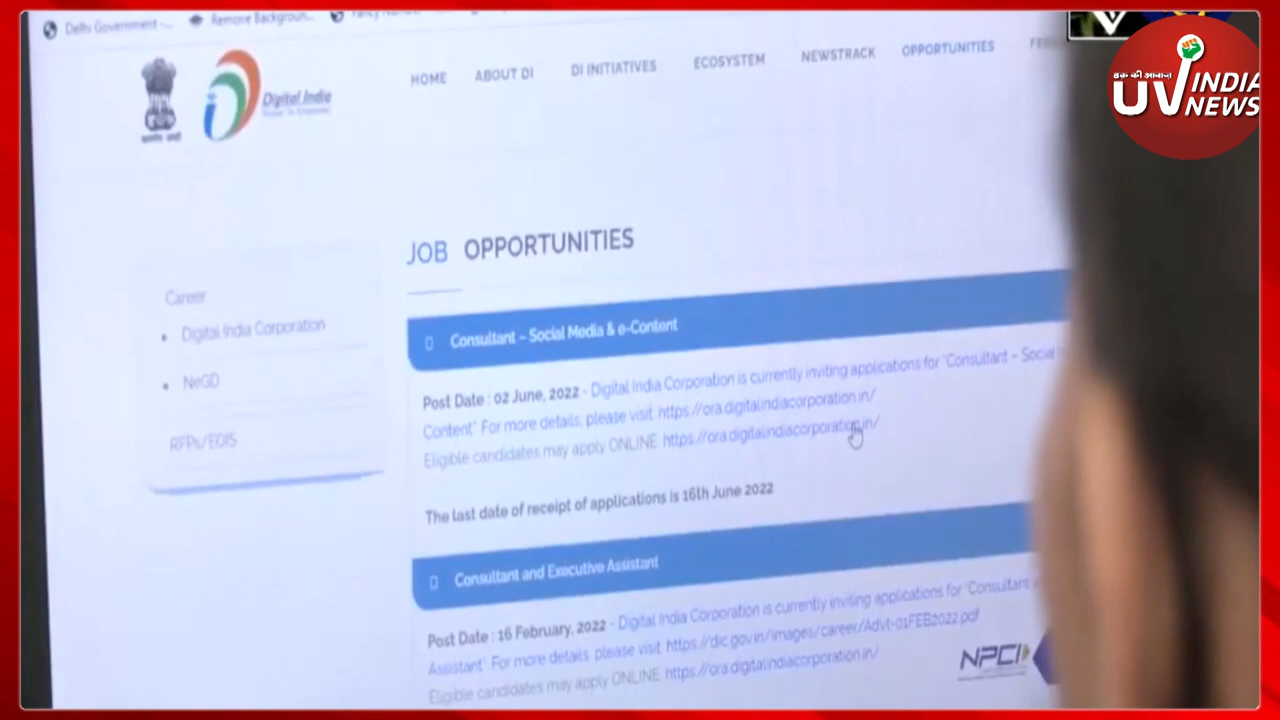 Delhi Government -...
Remove Backgroun...
HOME
ABOUT DI
DI INITIATIVES
ECOSYSTEM
NEWSTRACK
OPPORTUNITIES
Digital India
Power To Empower
हक की आवाज़
UV INDIA
NEWS
JOB OPPORTUNITIES
Career
Digital India Corporation
NeGD
RFPs/EOIS
Consultant – Social Media & e-Content
Post Date : 02 June, 2022 - Digital India Corporation is currently inviting applications for "Consultant – Social
Content" For more details, please visit https://ora.digitalindiacorporation.in/
Eligible candidates may apply ONLINE: https://ora.digitalindiacorporation.in/
The last date of receipt of applications is 16th June 2022
Consultant and Executive Assistant
Post Date : 16 February, 2022 - Digital India Corporation is currently inviting applications for "Consultant
Assistant" For more details, please visit https://dic.gov.in/images/career/Advt-01FEB2022.pdf
Eligible candidates may apply ONLINE: https://ora.digitalindiacorporation.in/
NPCI